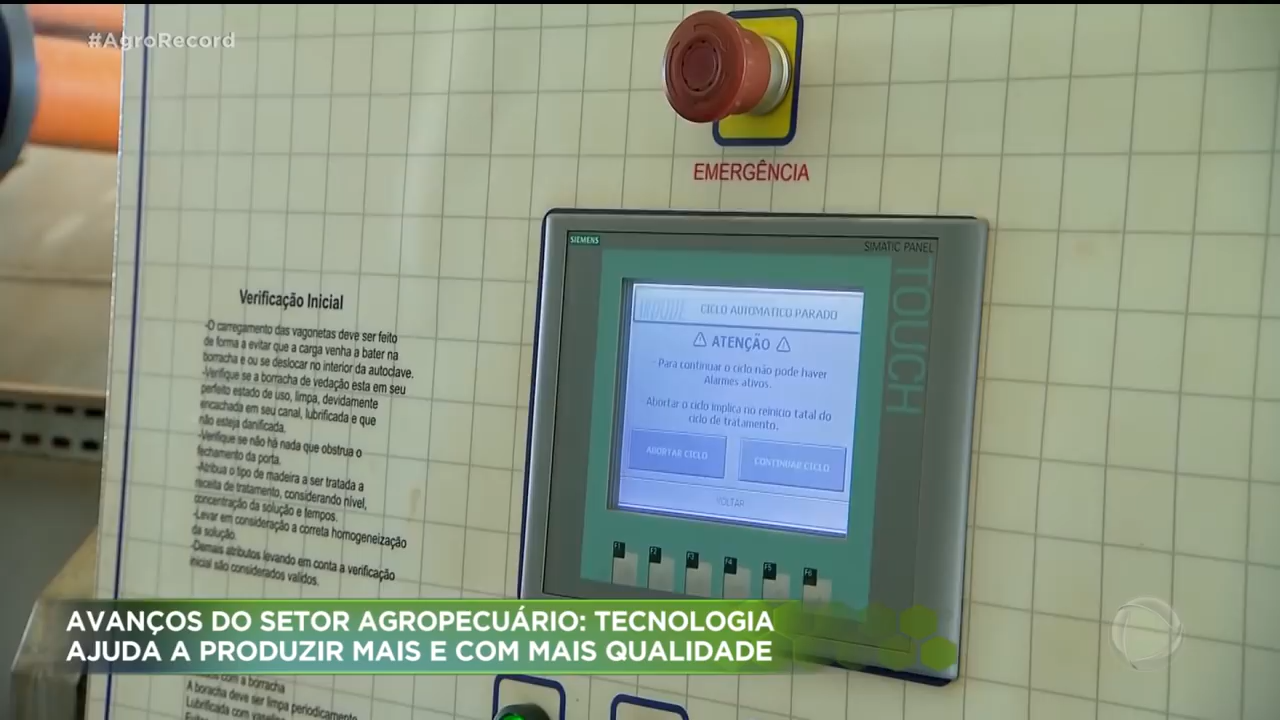 #AgroRecord
EMERGÊNCIA
SIEMENS
SIMATIC PANEL
TOUCH
CICLO AUTOMATICO PARADO
ATENÇÃO
- Para continuar o ciclo não pode haver
Alarmes ativos.
Abortar o ciclo implica no reinicio tatal do
ciclo de tratamento.
ABORTAR CICLO
CONTINUAR CICLO
VOLTAR
F1 F2 F3 F4 F5 F6
Verificação Inicial
-O carregamento das vagonetas deve ser feito
de forma a evitar que a carga venha a bater na
borracha e ou se deslocar no interior da autoclave.
-Verifique se a borracha de vedação esta em seu
perfeito estado de uso, limpa, devidamente
encachada em seu canal, lubrificada e que
não esteja danificada.
-Verifique se não há nada que obstrua o
fechamento da porta.
-Atribua o tipo de madeira a ser tratada a
receita de tratamento, considerando nível,
concentração da solução e tempos.
-Levar em consideração a correta homogeneização
da solução.
-Demais atributos levando em conta a verificação
inicial são considerados validos.
AVANÇOS DO SETOR AGROPECUÁRIO: TECNOLOGIA
AJUDA A PRODUZIR MAIS E COM MAIS QUALIDADE
com a borracha
A boracha deve ser limpa periodicamente
Lubrificada com